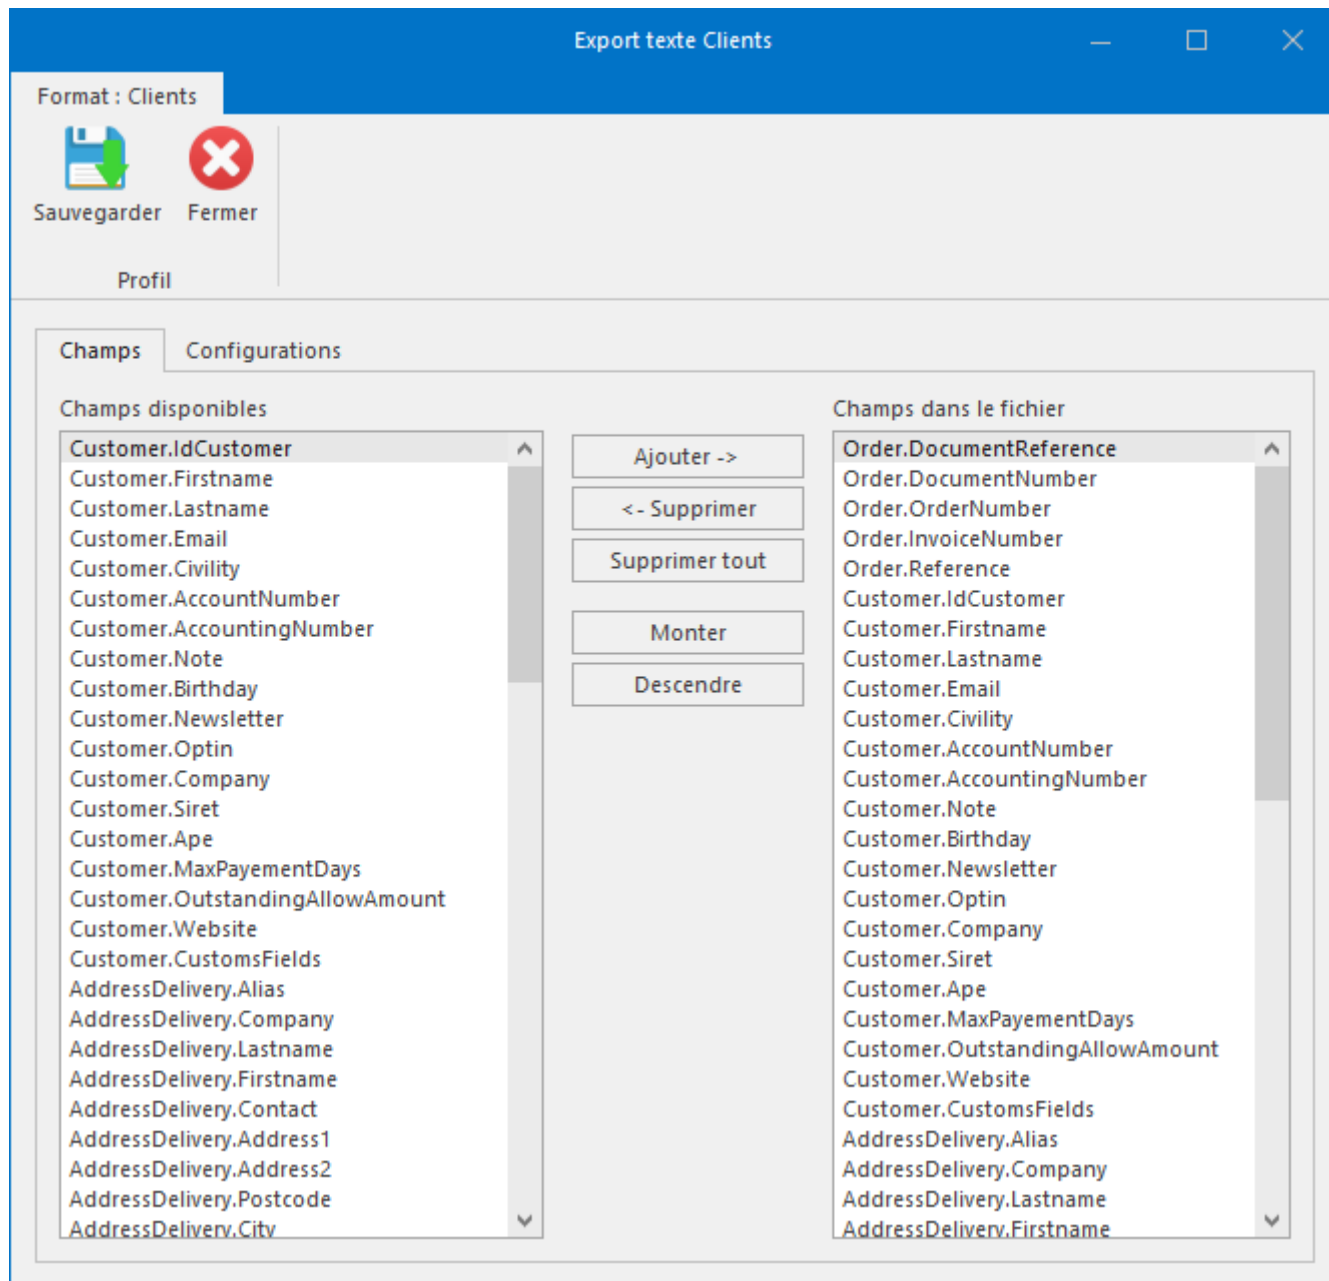 Export texte Clients
Format : Clients
Sauvegarder
Fermer
Profil
Champs
Configurations
Champs disponibles
Customer.IdCustomer
Customer.Firstname
Customer.Lastname
Customer.Email
Customer.Civility
Customer.AccountNumber
Customer.AccountingNumber
Customer.Note
Customer.Birthday
Customer.Newsletter
Customer.Optin
Customer.Company
Customer.Siret
Customer.Ape
Customer.MaxPayementDays
Customer.OutstandingAllowAmount
Customer.Website
Customer.CustomsFields
AddressDelivery.Alias
AddressDelivery.Company
AddressDelivery.Lastname
AddressDelivery.Firstname
AddressDelivery.Contact
AddressDelivery.Address1
AddressDelivery.Address2
AddressDelivery.Postcode
AddressDelivery.City
Ajouter ->
<- Supprimer
Supprimer tout
Monter
Descendre
Champs dans le fichier
Order.DocumentReference
Order.DocumentNumber
Order.OrderNumber
Order.InvoiceNumber
Order.Reference
Customer.IdCustomer
Customer.Firstname
Customer.Lastname
Customer.Email
Customer.Civility
Customer.AccountNumber
Customer.AccountingNumber
Customer.Note
Customer.Birthday
Customer.Newsletter
Customer.Optin
Customer.Company
Customer.Siret
Customer.Ape
Customer.MaxPayementDays
Customer.OutstandingAllowAmount
Customer.Website
Customer.CustomsFields
AddressDelivery.Alias
AddressDelivery.Company
AddressDelivery.Lastname
AddressDelivery.Firstname